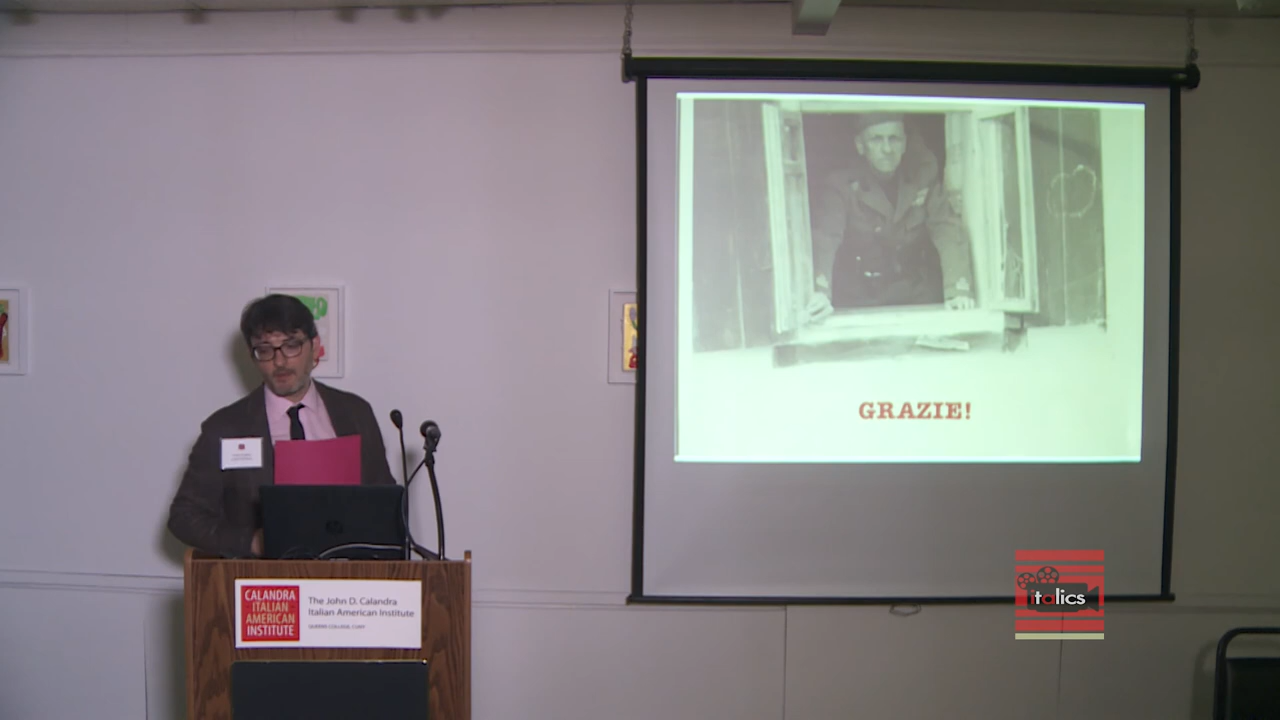 GRAZIE!
CALANDRA
ITALIAN
AMERICAN
INSTITUTE
The John D. Calandra
Italian American Institute
QUEENS COLLEGE, CUNY
italics